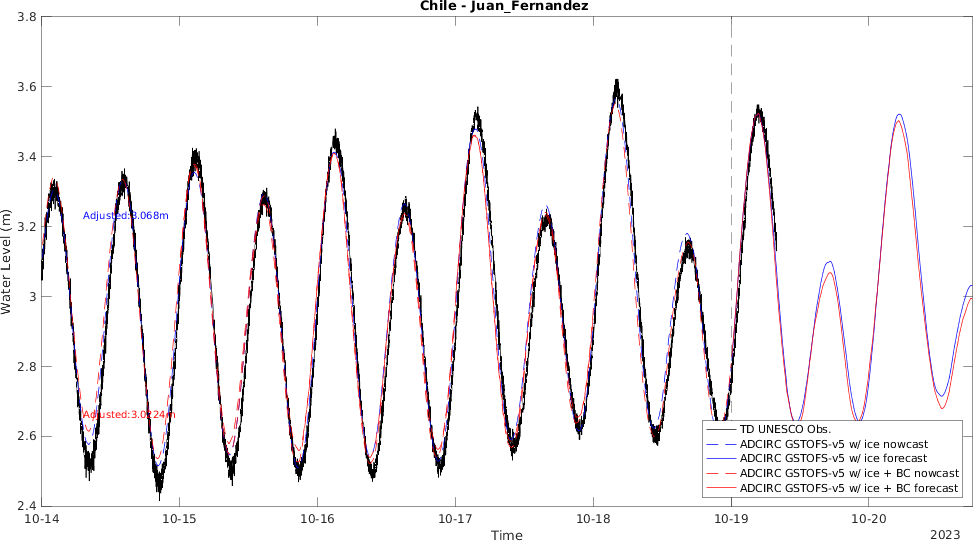 Chile - Juan_Fernandez
3.8
3.6
3.4
3.2
3
2.8
2.6
2.4
Water Level (m)
Adjusted:3.068m
Adjusted:3.0224m
TD UNESCO Obs.
ADCIRC GSTOFS-v5 w/ ice nowcast
ADCIRC GSTOFS-v5 w/ ice forecast
ADCIRC GSTOFS-v5 w/ ice + BC nowcast
ADCIRC GSTOFS-v5 w/ ice + BC forecast
10-14
10-15
10-16
10-17
10-18
10-19
10-20
Time
2023